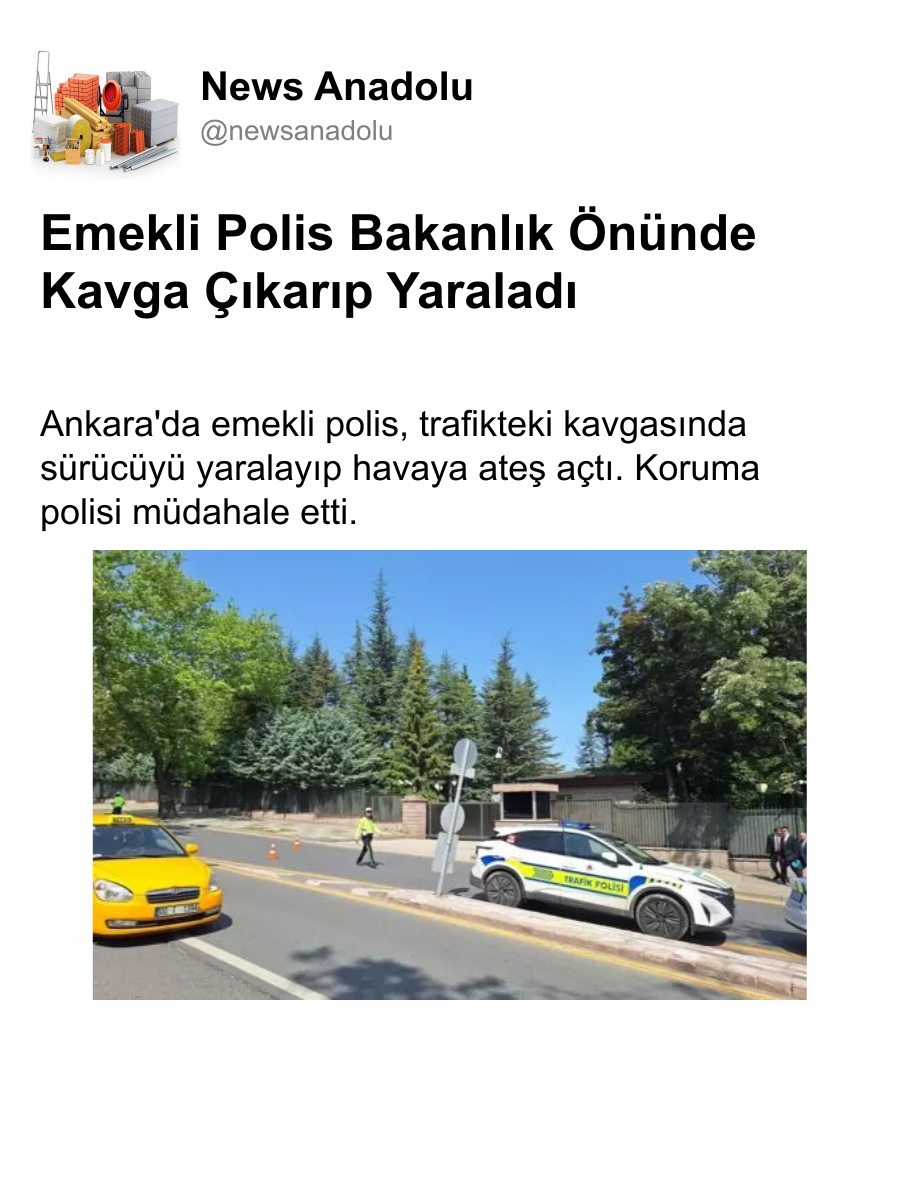 News Anadolu
@newsanadolu
Emekli Polis Bakanlık Önünde
Kavga Çıkarıp Yaraladı
Ankara'da emekli polis, trafikteki kavgasında
sürücüyü yaralayıp havaya ateş açtı. Koruma
polisi müdahale etti.
TRAFİK POLİSİ